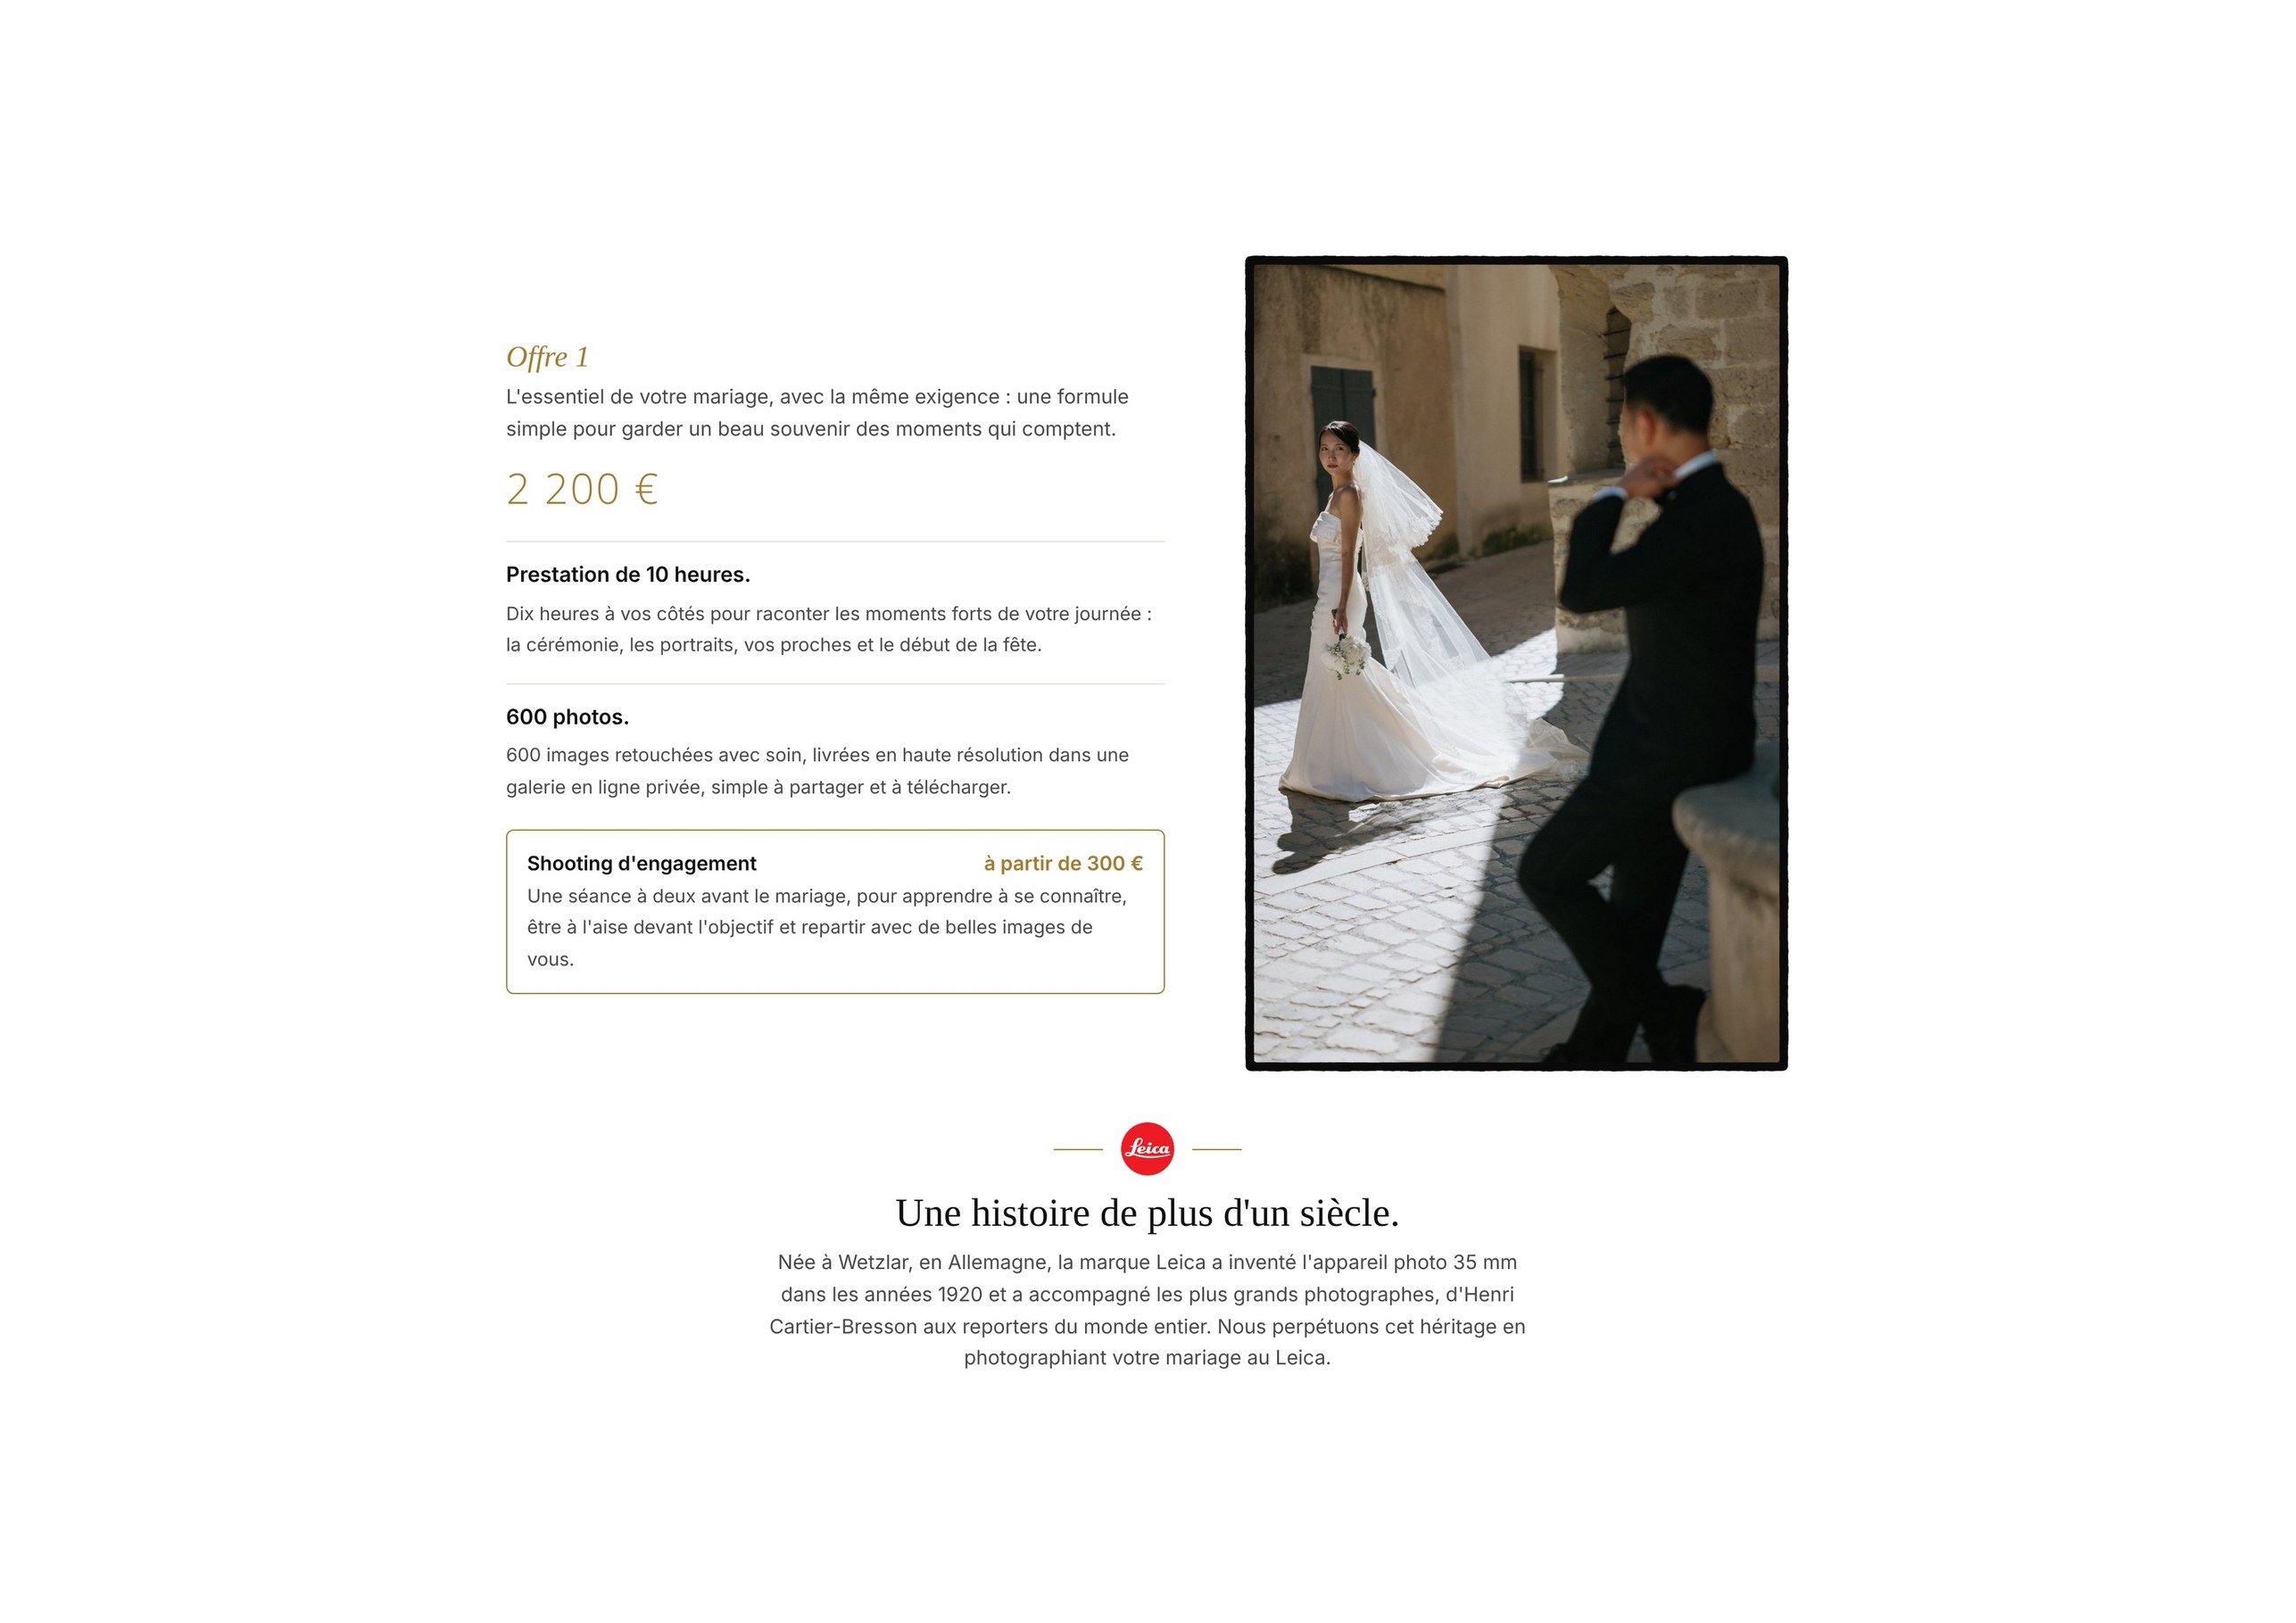 Offre 1
L'essentiel de votre mariage, avec la même exigence : une formule
simple pour garder un beau souvenir des moments qui comptent.
2 200 €
Prestation de 10 heures.
Dix heures à vos côtés pour raconter les moments forts de votre journée :
la cérémonie, les portraits, vos proches et le début de la fête.
600 photos.
600 images retouchées avec soin, livrées en haute résolution dans une
galerie en ligne privée, simple à partager et à télécharger.
Shooting d'engagement à partir de 300 €
Une séance à deux avant le mariage, pour apprendre à se connaître,
être à l'aise devant l'objectif et repartir avec de belles images de
vous.
Leica
Une histoire de plus d'un siècle.
Née à Wetzlar, en Allemagne, la marque Leica a inventé l'appareil photo 35 mm
dans les années 1920 et a accompagné les plus grands photographes, d'Henri
Cartier-Bresson aux reporters du monde entier. Nous perpétuons cet héritage en
photographiant votre mariage au Leica.